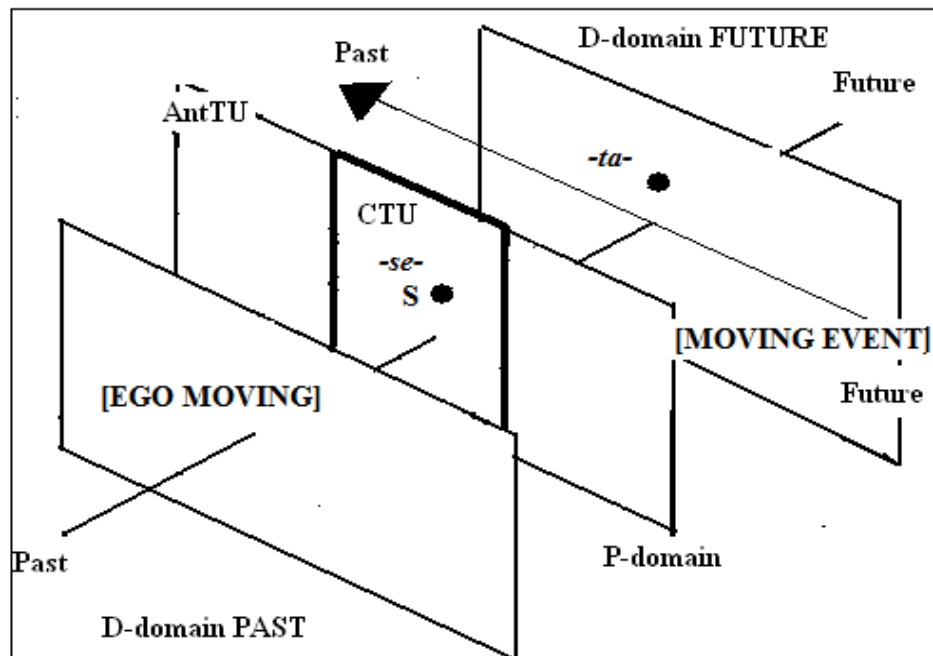 D-domain FUTURE
Past
Future
AntTU
-ta-
CTU
-se-
S
[MOVING EVENT]
[EGO MOVING]
Future
Past
P-domain
D-domain PAST